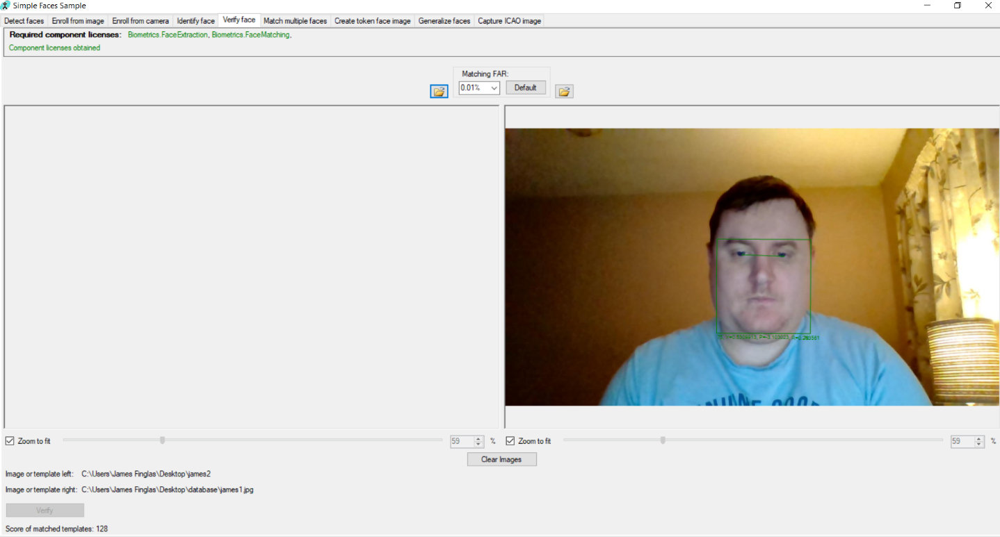 Simple Faces Sample
Detect faces Enroll from image Enroll from camera Identify face Verify face Match multiple faces Create token face image Generalize faces Capture ICAO image
Required component licenses: Biometrics.FaceExtraction, Biometrics.FaceMatching,
Component licenses obtained
Matching FAR:
0.01% Default
Zoom to fit 59 % Zoom to fit 59 %
Clear Images
Image or template left: C:\Users\James Finglas\Desktop\james2
Image or template right: C:\Users\James Finglas\Desktop\database\james1.jpg
Verify
Score of matched templates: 128